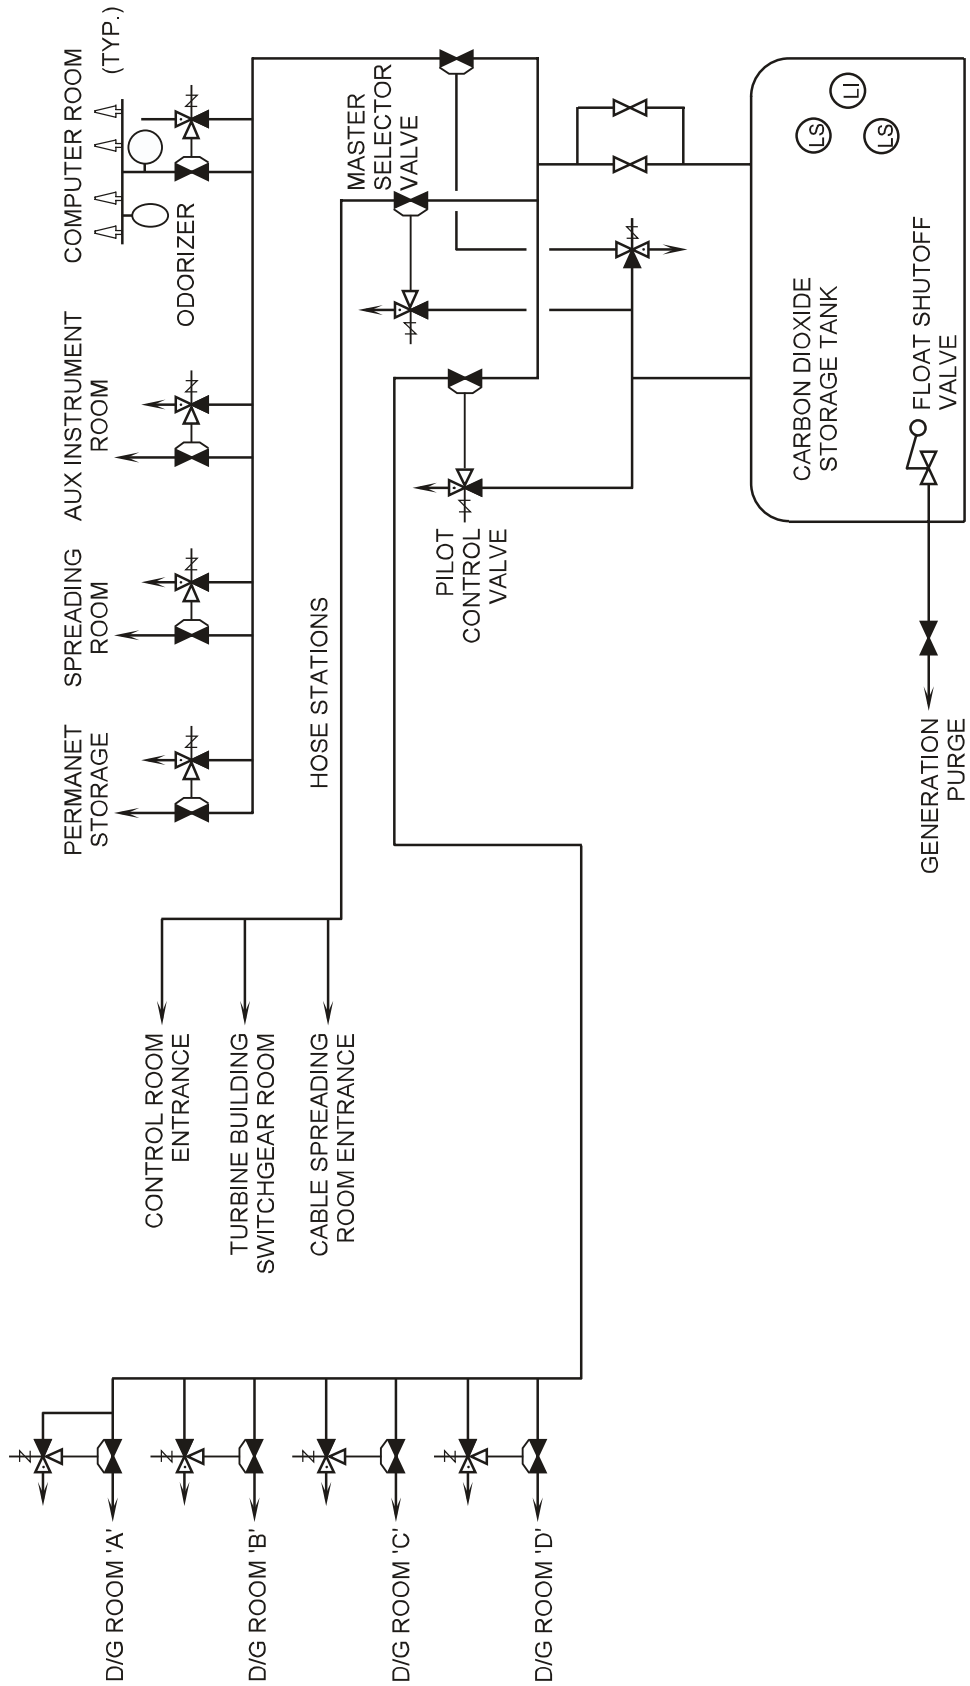 COMPUTER ROOM
(TYP.)
ODORIZER
AUX INSTRUMENT
ROOM
SPREADING
ROOM
PERMANET
STORAGE
MASTER
SELECTOR
VALVE
HOSE STATIONS
PILOT
CONTROL
VALVE
LS
LI
LS
CARBON DIOXIDE
STORAGE TANK
FLOAT SHUTOFF
VALVE
GENERATION
PURGE
CONTROL ROOM
ENTRANCE
TURBINE BUILDING
SWITCHGEAR ROOM
CABLE SPREADING
ROOM ENTRANCE
D/G ROOM 'A'
D/G ROOM 'B'
D/G ROOM 'C'
D/G ROOM 'D'